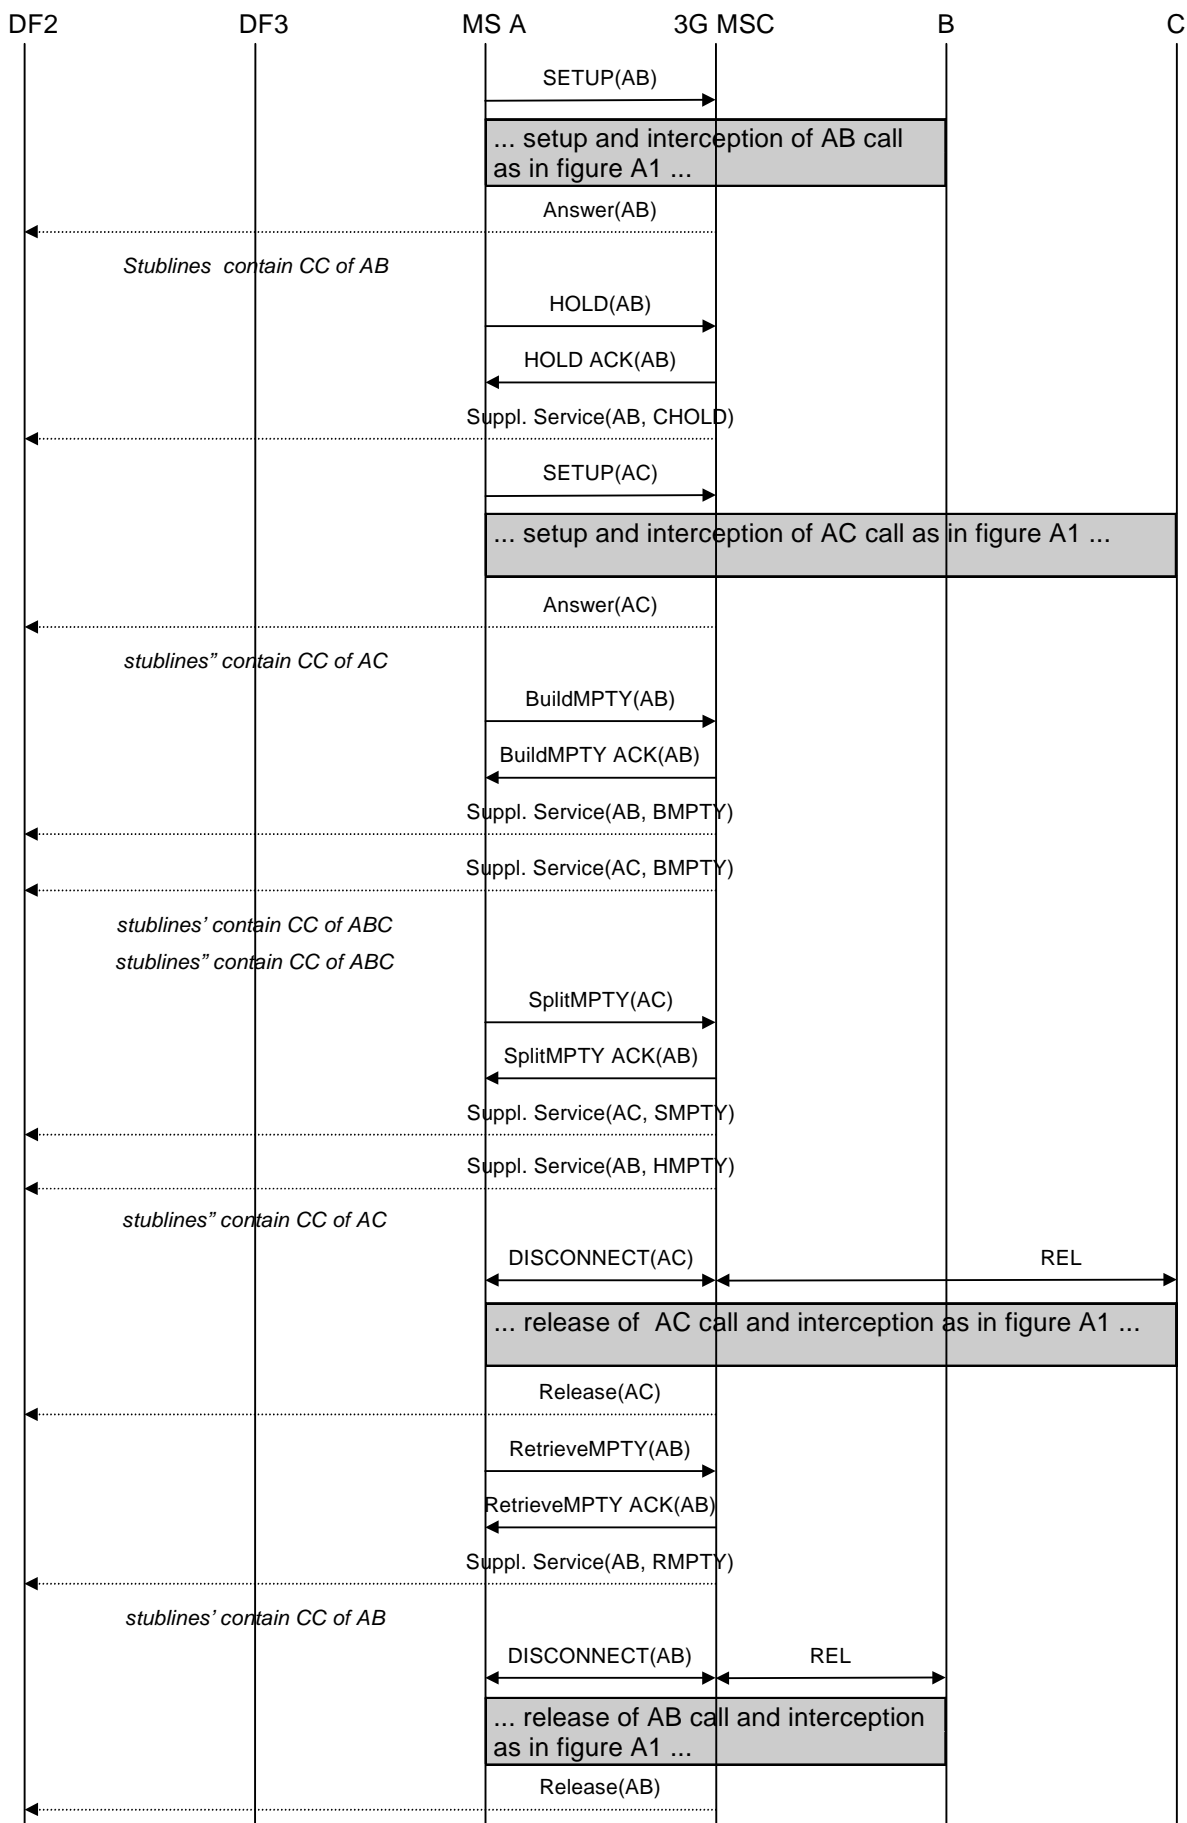 DF2 DF3 MS A 3G MSC B C
SETUP(AB)
... setup and interception of AB call
as in figure A1 ...
Answer(AB)
Stublines contain CC of AB
HOLD(AB)
HOLD ACK(AB)
Suppl. Service(AB, CHOLD)
SETUP(AC)
... setup and interception of AC call as in figure A1 ...
Answer(AC)
stublines” contain CC of AC
BuildMPTY(AB)
BuildMPTY ACK(AB)
Suppl. Service(AB, BMPTY)
Suppl. Service(AC, BMPTY)
stublines’ contain CC of ABC
stublines” contain CC of ABC
SplitMPTY(AC)
SplitMPTY ACK(AB)
Suppl. Service(AC, SMPTY)
Suppl. Service(AB, HMPTY)
stublines” contain CC of AC
DISCONNECT(AC) REL
... release of AC call and interception as in figure A1 ...
Release(AC)
RetrieveMPTY(AB)
RetrieveMPTY ACK(AB)
Suppl. Service(AB, RMPTY)
stublines’ contain CC of AB
DISCONNECT(AB) REL
... release of AB call and interception
as in figure A1 ...
Release(AB)